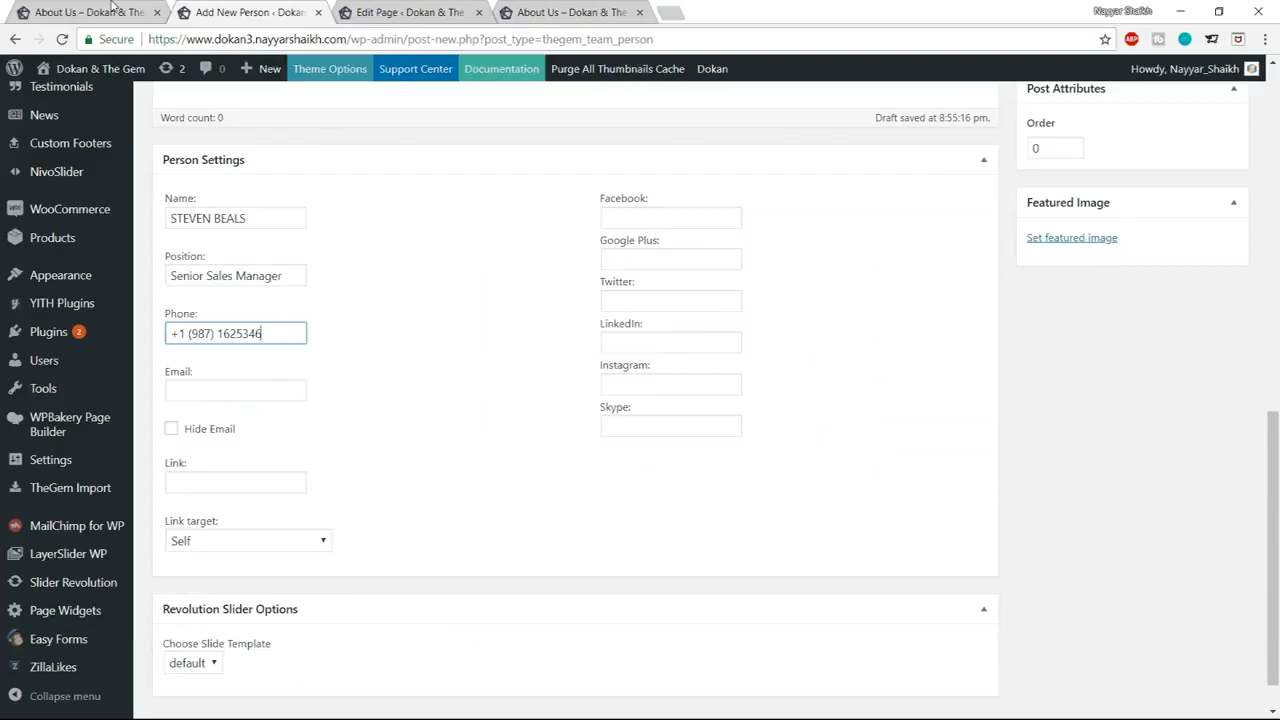 About Us – Dokan & The
Add New Person ‹ Dokan
Edit Page ‹ Dokan & The
About Us – Dokan & The
Nayyar Shaikh
Secure
https://www.dokan3.nayyarshaikh.com/wp-admin/post-new.php?post_type=thegem_team_person
ABP
Dokan & The Gem
2
0
New
Theme Options
Support Center
Documentation
Purge All Thumbnails Cache
Dokan
Howdy, Nayyar_Shaikh
Testimonials
News
Custom Footers
NivoSlider
WooCommerce
Products
Appearance
YITH Plugins
Plugins 2
Users
Tools
WPBakery Page
Builder
Settings
TheGem Import
MailChimp for WP
LayerSlider WP
Slider Revolution
Page Widgets
Easy Forms
ZillaLikes
Collapse menu
Word count: 0
Draft saved at 8:55:16 pm.
Person Settings
Name:
STEVEN BEALS
Position:
Senior Sales Manager
Phone:
+1 (987) 1625346
Email:
Hide Email
Link:
Link target:
Self
Facebook:
Google Plus:
Twitter:
LinkedIn:
Instagram:
Skype:
Revolution Slider Options
Choose Slide Template
default
Post Attributes
Order
0
Featured Image
Set featured image